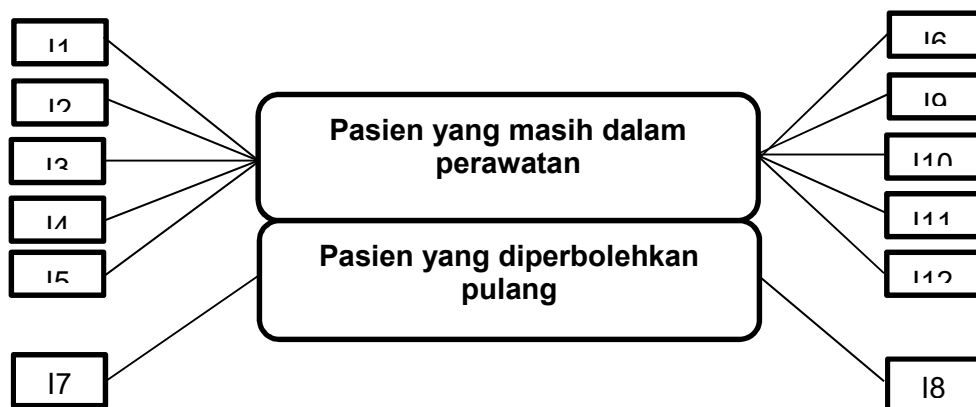 I1
I2
I3
I4
I5
I7
Pasien yang masih dalam
perawatan
Pasien yang diperbolehkan
pulang
I6
I9
I10
I11
I12
I8